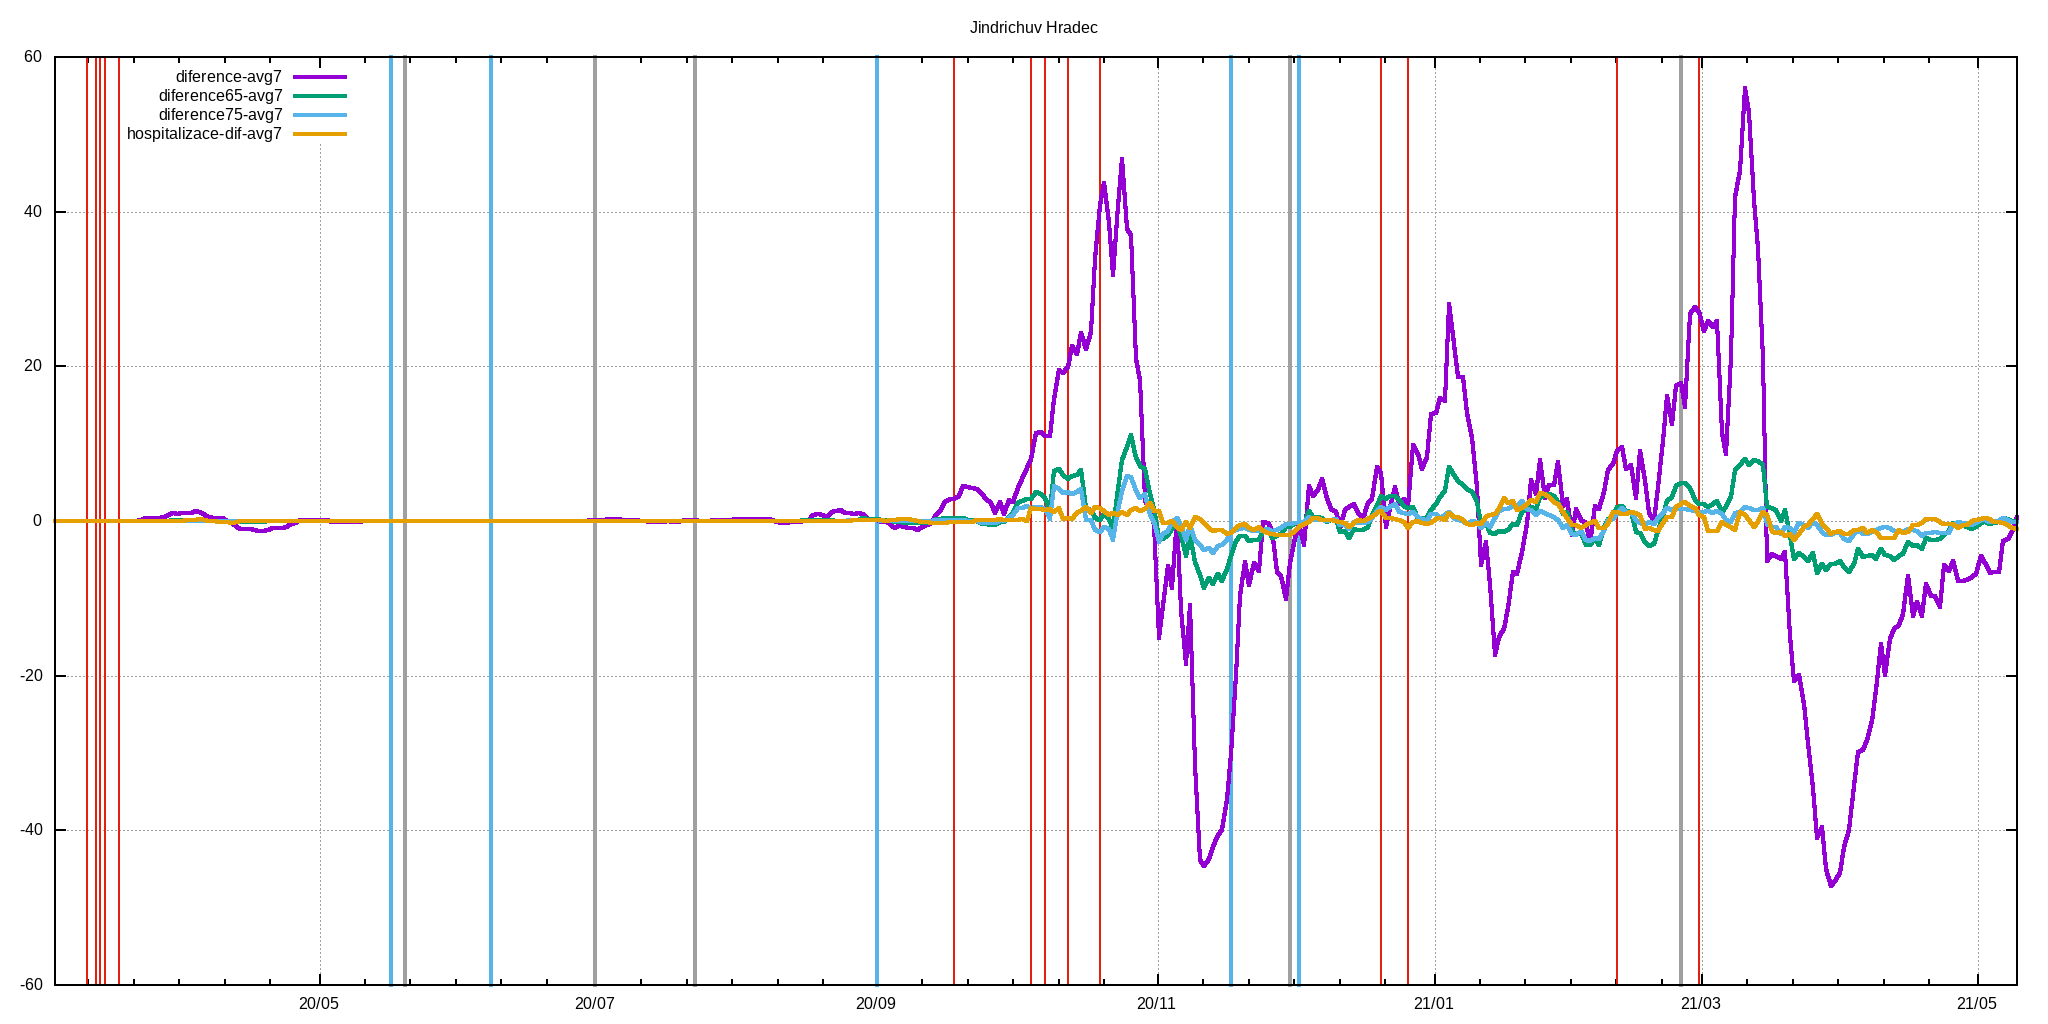 Jindrichuv Hradec
60
40
20
0
-20
-40
-60
diference-avg7
diference65-avg7
diference75-avg7
hospitalizace-dif-avg7
20/05
20/07
20/09
20/11
21/01
21/03
21/05